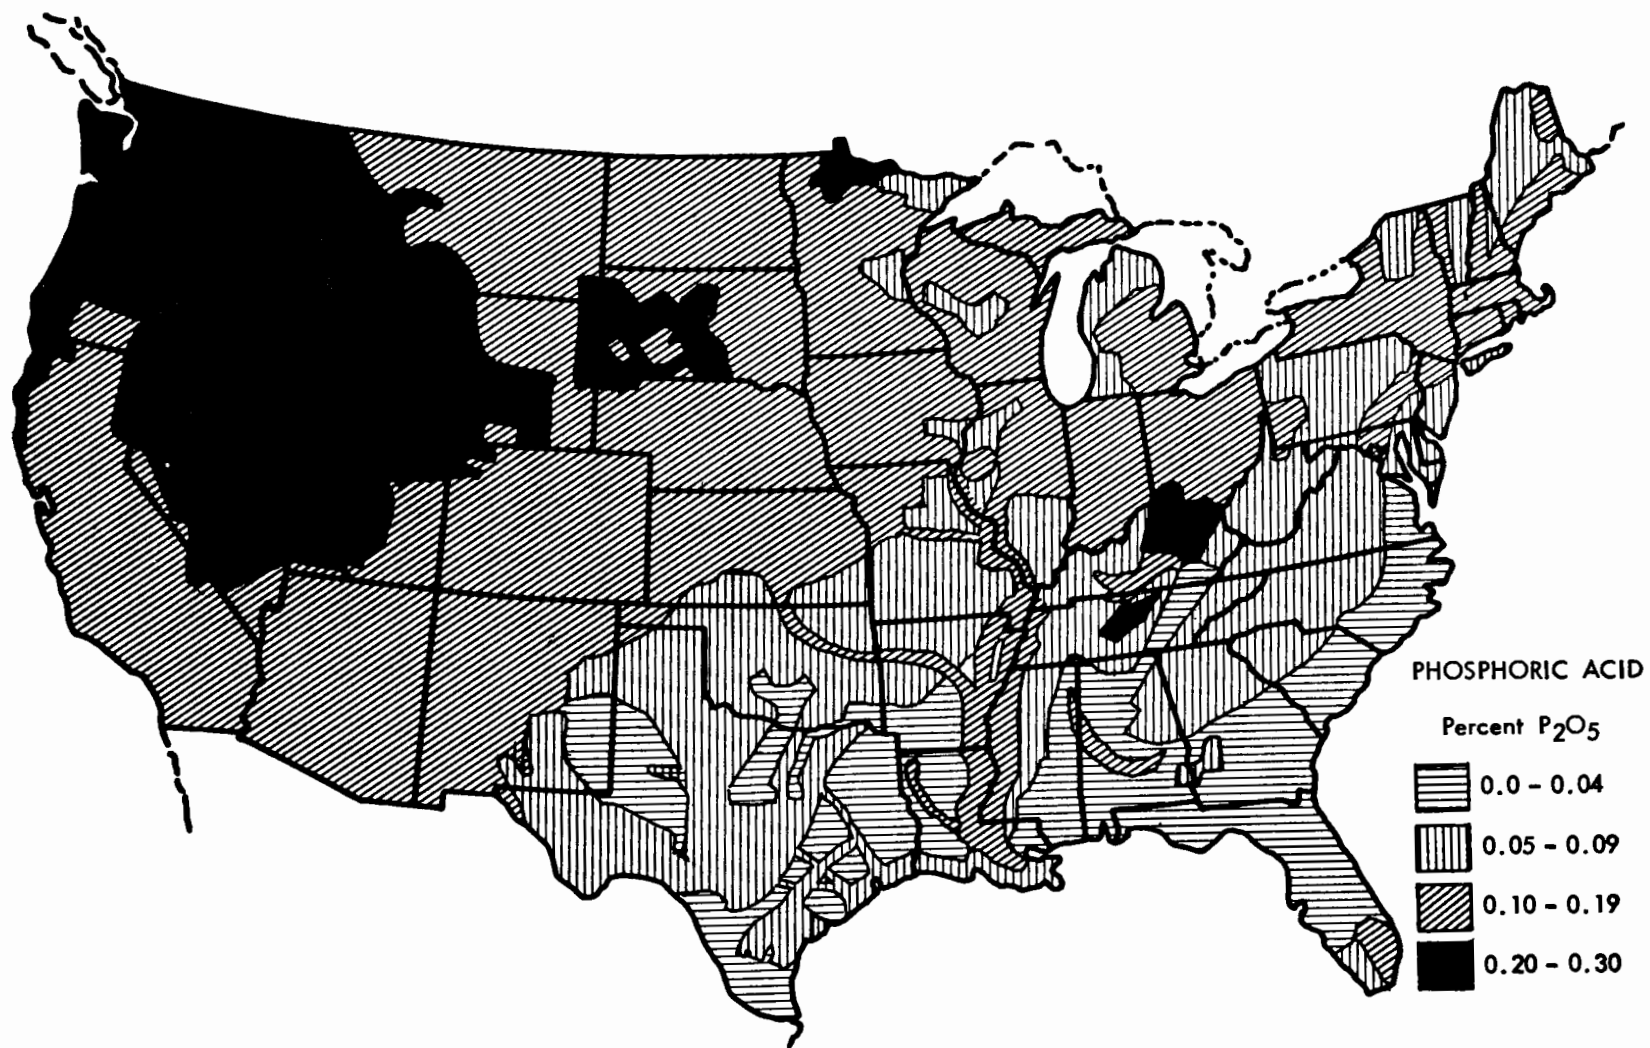 PHOSPHORIC ACID
Percent P₂O₅
0.0 – 0.04
0.05 – 0.09
0.10 – 0.19
0.20 – 0.30